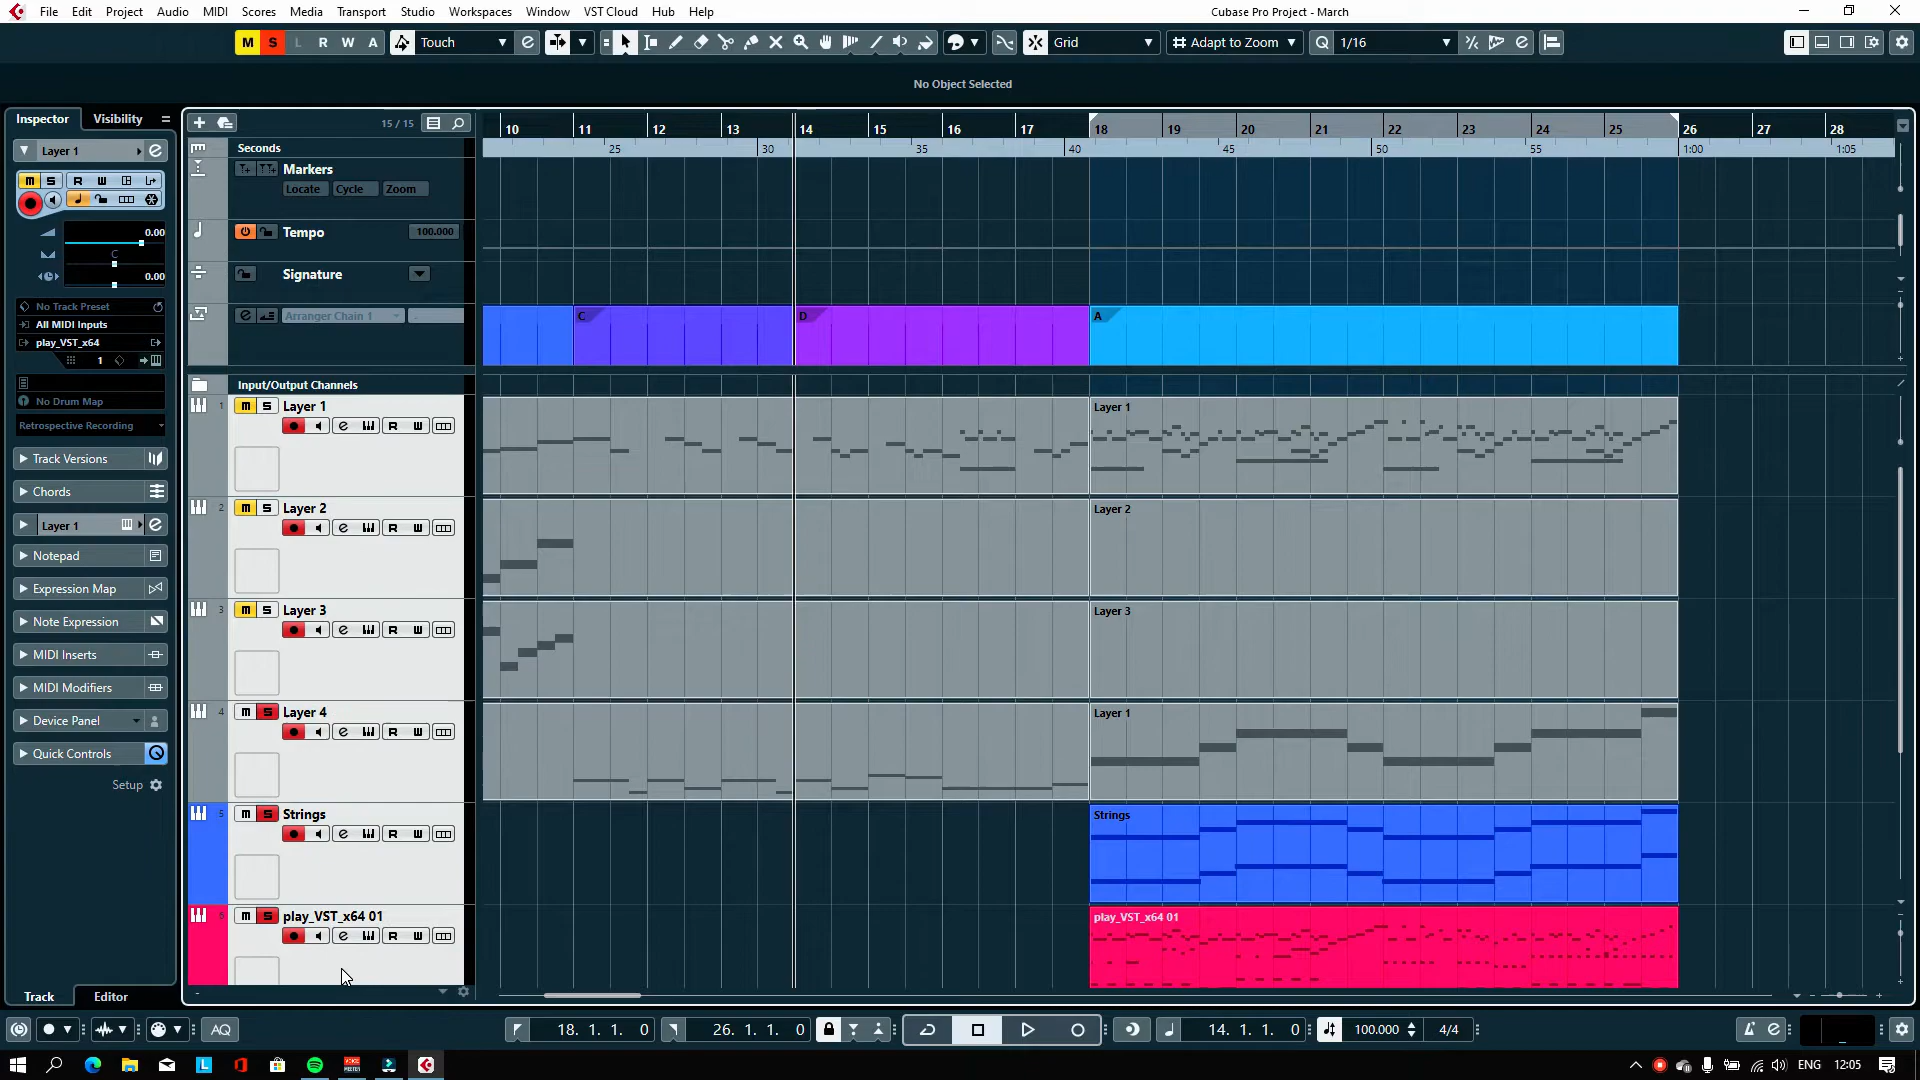 File Edit Project Audio MIDI Scores Media Transport Studio Workspaces Window VST Cloud Hub Help
Cubase Pro Project - March
M S L R W A Touch Grid Adapt to Zoom Q 1/16
No Object Selected
Inspector Visibility
15 / 15
10 11 12 13 14 15 16 17 18 19 20 21 22 23 24 25 26 27 28
Layer 1
Seconds
25 30 35 40 45 50 55 1:00 1:05
Markers
Locate Cycle Zoom
M S R W
0.00
C
0.00
Tempo 100.000
Signature
No Track Preset
All MIDI Inputs
play_VST_x64
1
Arranger Chain 1
C D A
No Drum Map
Retrospective Recording
Input/Output Channels
1 m S Layer 1
R W
Layer 1
Track Versions
Chords
Layer 1
Notepad
Expression Map
Note Expression
MIDI Inserts
MIDI Modifiers
Device Panel
Quick Controls
Setup
2 m S Layer 2
R W
Layer 2
3 m S Layer 3
R W
Layer 3
4 m S Layer 4
R W
Layer 1
5 m S Strings
R W
Strings
6 m S play_VST_x64 01
R W
play_VST_x64 01
Track Editor
AQ
18. 1. 1. 0
26. 1. 1. 0
14. 1. 1. 0
100.000
4/4
ENG 12:05